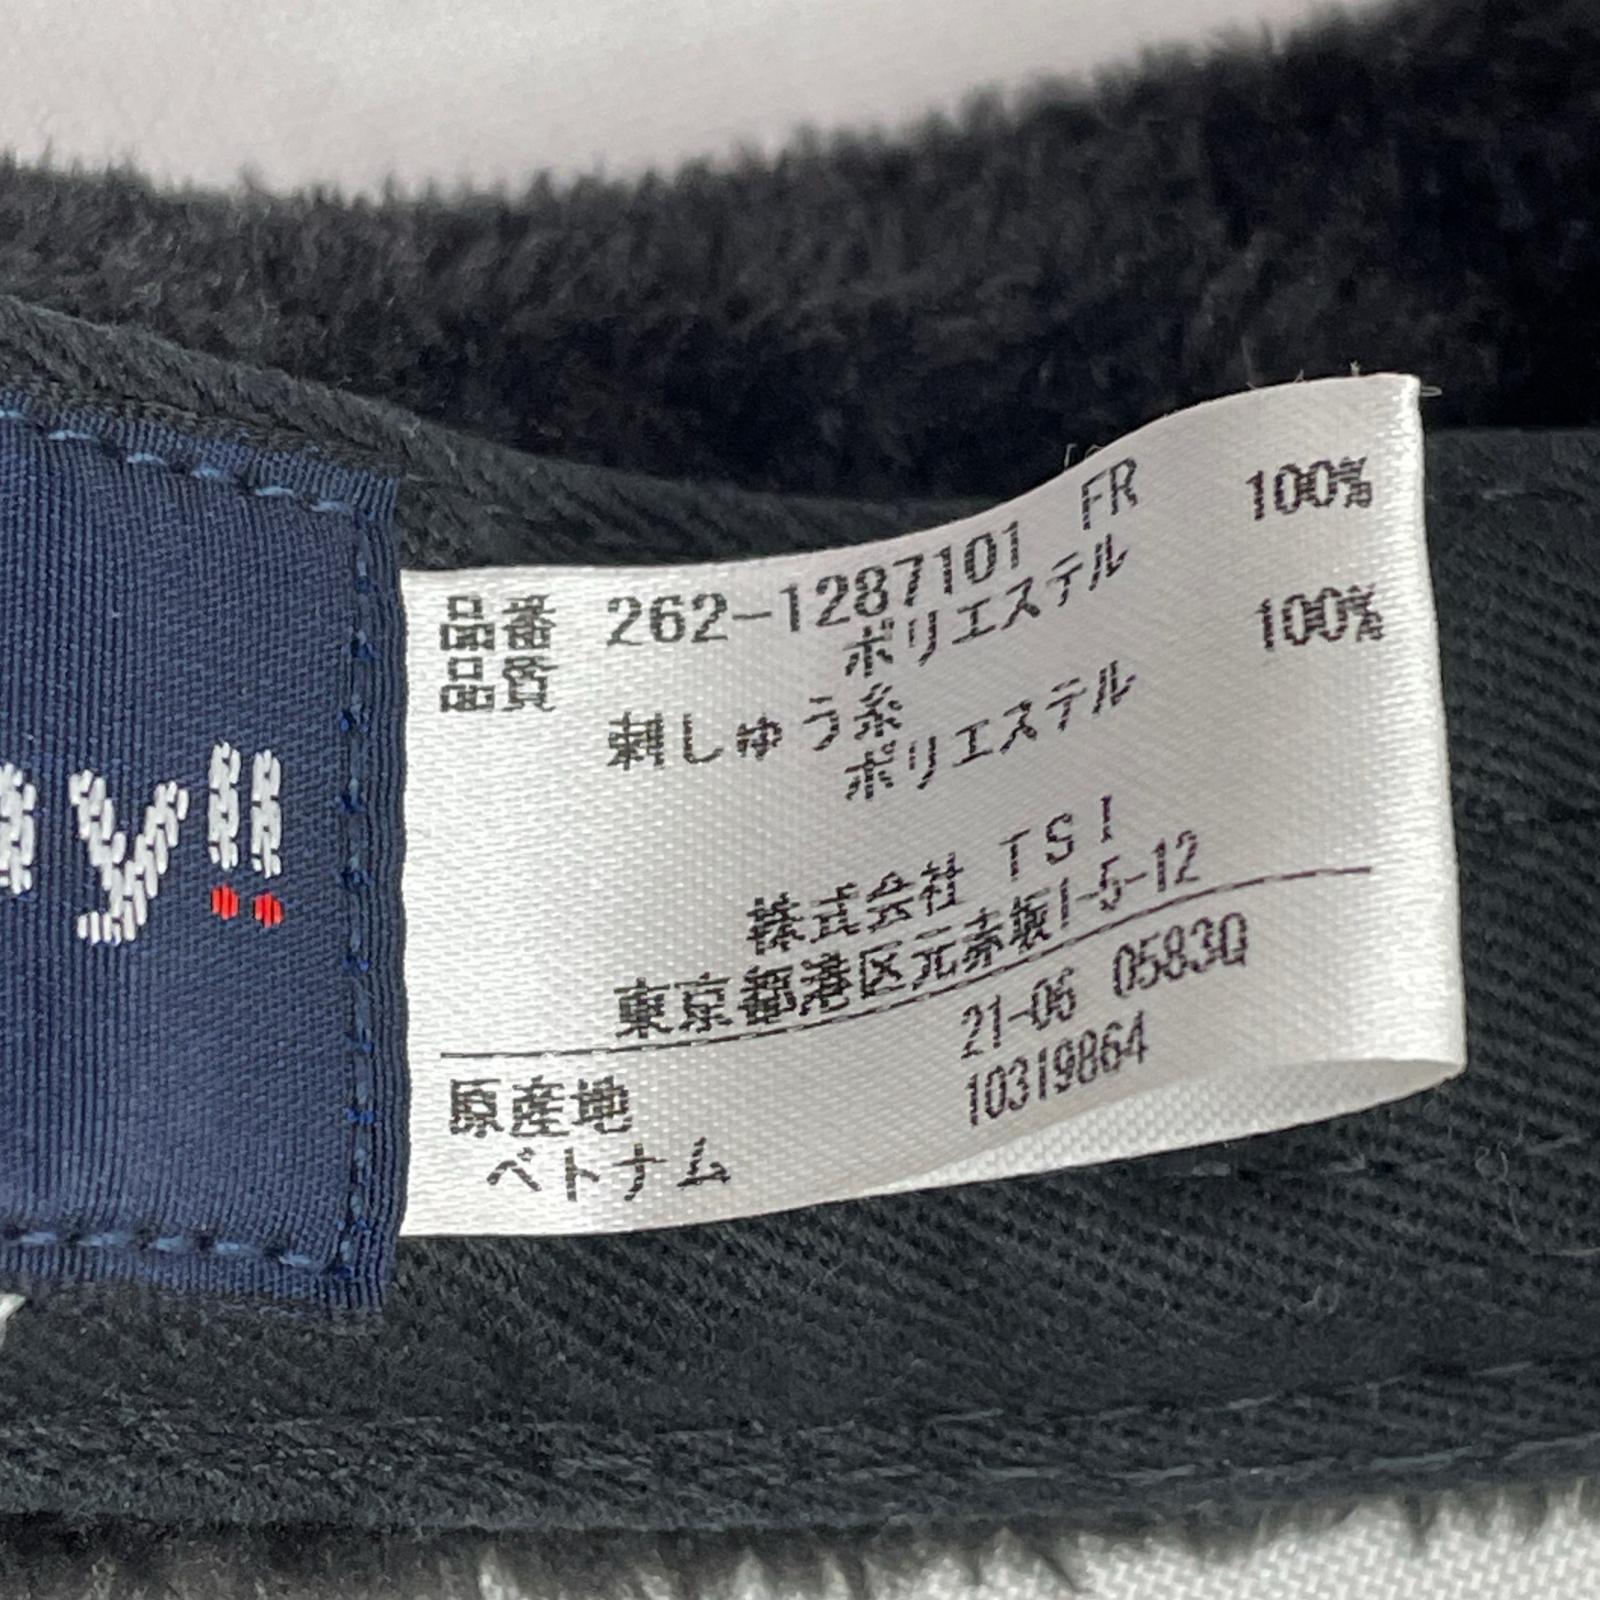 y!!
品番 262-1287101 FR
品質 ポリエステル 100%
刺しゅう糸
ポリエステル 100%
株式会社 TSI
東京都港区元赤坂1-5-12
21-06 0583Q
10319864
原産地
ベトナム